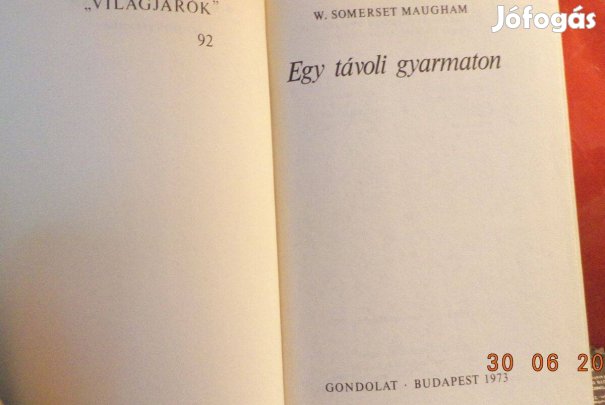 „VILÁGJÁRÓK”
92
W. SOMERSET MAUGHAM
Egy távoli gyarmaton
GONDOLAT · BUDAPEST 1973
Jófogás
30 06 20